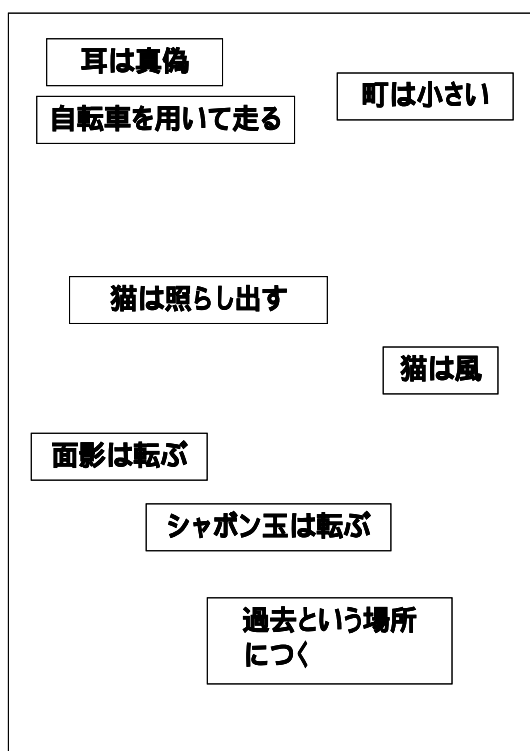 耳は真偽
町は小さい
自転車を用いて走る
猫は照らし出す
猫は風
面影は転ぶ
シャボン玉は転ぶ
過去という場所
につく